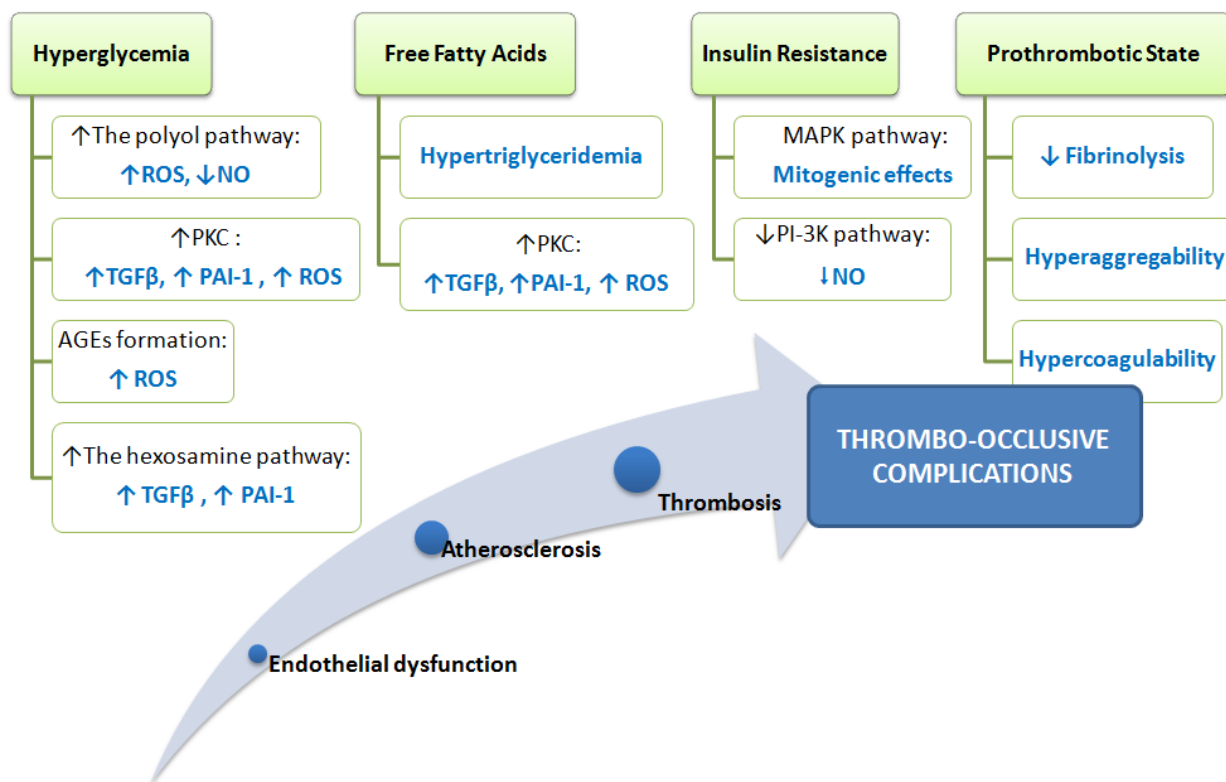 Hyperglycemia
↑The polyol pathway:
↑ROS, ↓NO
↑PKC :
↑TGFβ, ↑ PAI-1 , ↑ ROS
AGEs formation:
↑ ROS
↑The hexosamine pathway:
↑ TGFβ , ↑ PAI-1
Free Fatty Acids
Hypertriglyceridemia
↑PKC:
↑TGFβ, ↑PAI-1, ↑ ROS
Insulin Resistance
MAPK pathway:
Mitogenic effects
↓PI-3K pathway:
↓NO
Prothrombotic State
↓ Fibrinolysis
Hyperaggregability
Hypercoagulability
THROMBO-OCCLUSIVE
COMPLICATIONS
Thrombosis
Atherosclerosis
Endothelial dysfunction